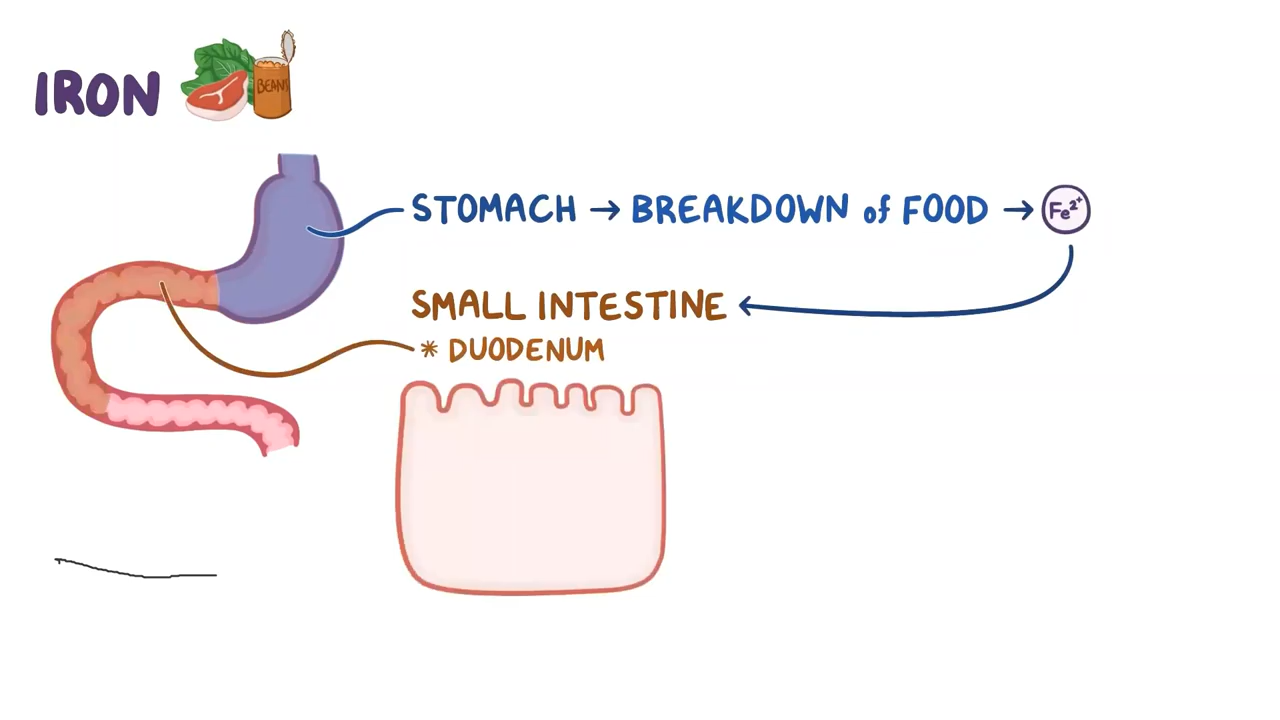 IRON
BEANS
STOMACH → BREAKDOWN of FOOD → Fe²⁺
SMALL INTESTINE
* DUODENUM